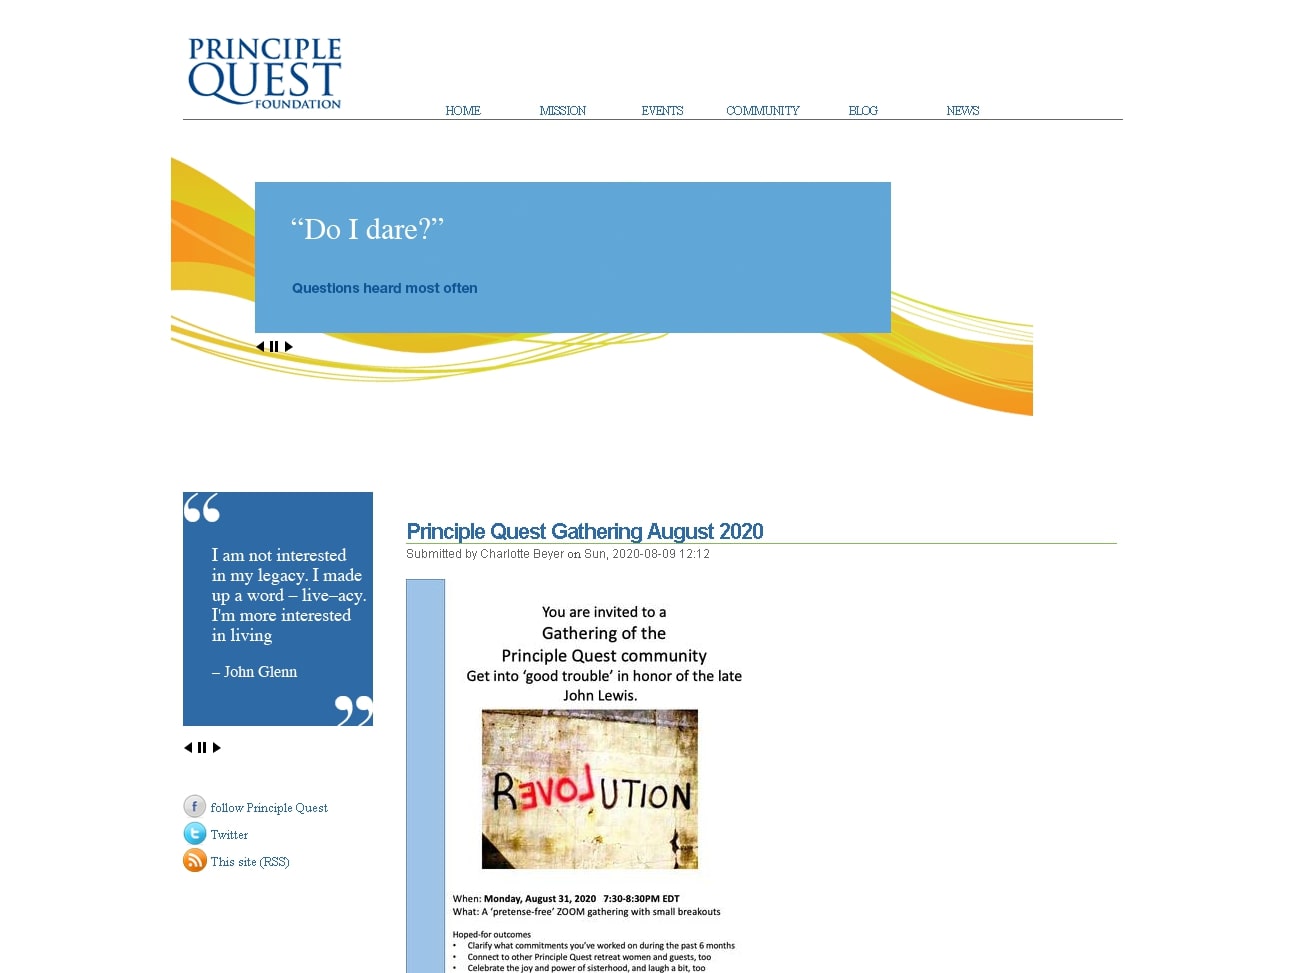 PRINCIPLE
QUEST
FOUNDATION
HOME MISSION EVENTS COMMUNITY BLOG NEWS
“Do I dare?”
Questions heard most often
“
I am not interested
in my legacy. I made
up a word – live–acy.
I'm more interested
in living
– John Glenn
”
follow Principle Quest
Twitter
This site (RSS)
Principle Quest Gathering August 2020
Submitted by Charlotte Beyer on Sun, 2020-08-09 12:12
You are invited to a
Gathering of the
Principle Quest community
Get into ‘good trouble’ in honor of the late
John Lewis.
REVOLUTION
When: Monday, August 31, 2020 7:30-8:30PM EDT
What: A ‘pretense-free’ ZOOM gathering with small breakouts
Hoped-for outcomes
• Clarify what commitments you’ve worked on during the past 6 months
• Connect to other Principle Quest retreat women and guests, too
• Celebrate the joy and power of sisterhood, and laugh a bit, too